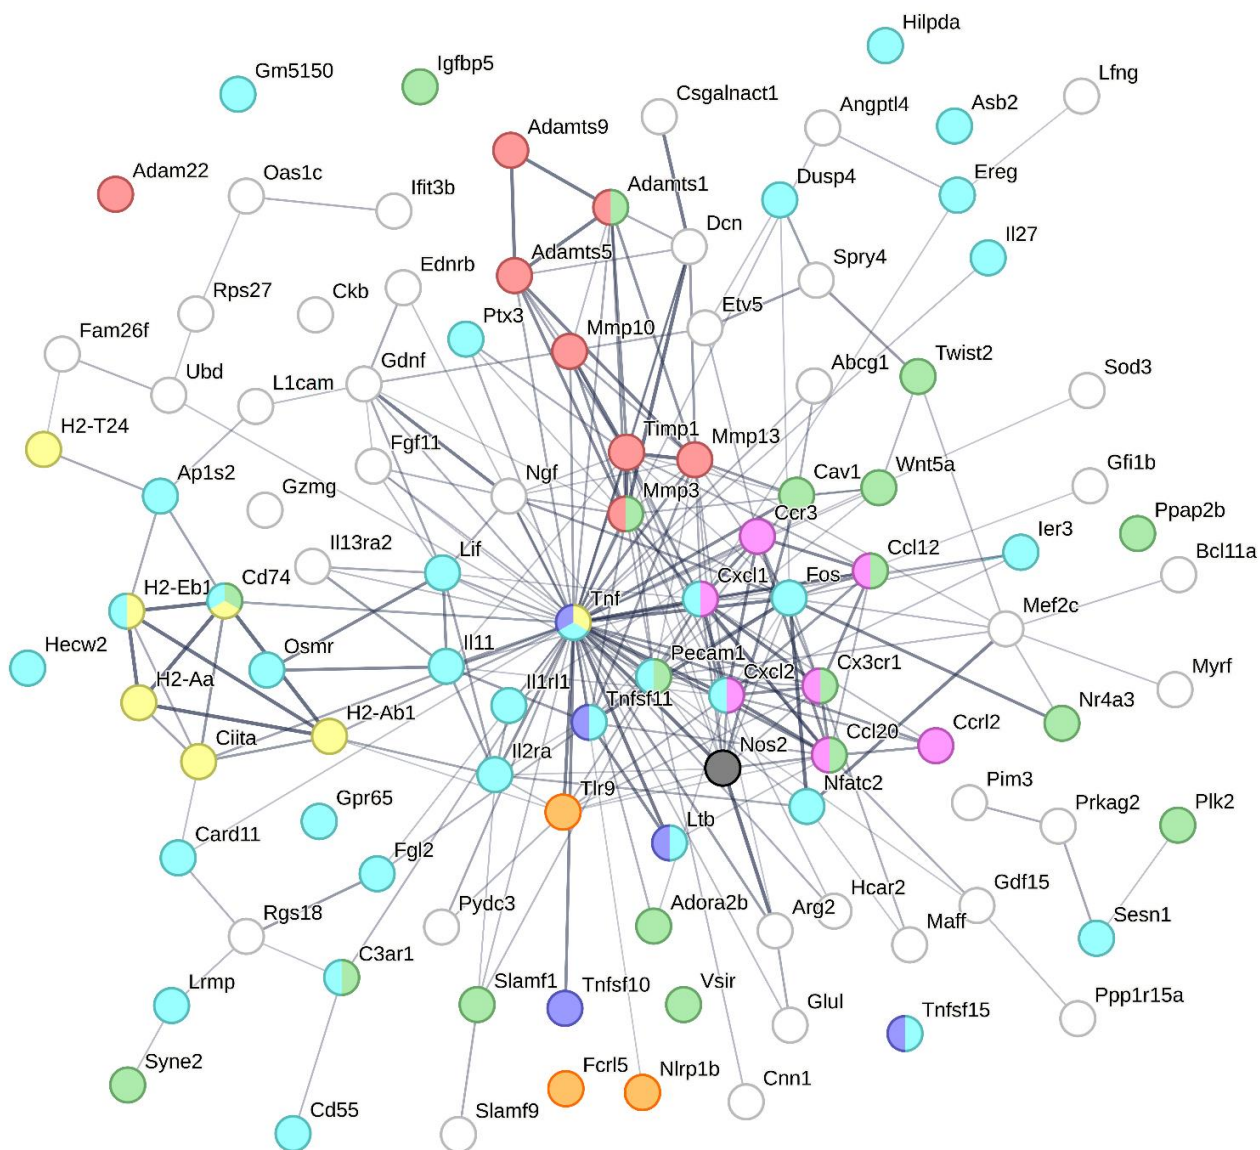 Hilpda
Igfbp5
Gm5150
Lfng
Csgalnact1
Angptl4
Asb2
Adamts9
Adam22
Oas1c
Ifit3b
Adamts1
Dusp4
Ereg
Dcn
Il27
Adamts5
Ednrb
Spry4
Rps27
Ckb
Ptx3
Mmp10
Etv5
Fam26f
Gdnf
Abcg1
Twist2
Sod3
Ubd
L1cam
H2-T24
Fgf11
Timp1
Mmp13
Ap1s2
Gzmg
Ngf
Mmp3
Cav1
Wnt5a
Gfi1b
Ccr3
Ppap2b
Il13ra2
Lif
Ier3
Ccl12
Bcl11a
H2-Eb1
Cd74
Tnf
Cxcl1
Fos
Mef2c
Hecw2
Osmr
Il11
Pecam1
Cxcl2
Cx3cr1
Myrf
H2-Aa
Il1rl1
Tnfsf11
Nr4a3
H2-Ab1
Ccrl2
Ciita
Il2ra
Nos2
Ccl20
Tlr9
Nfatc2
Pim3
Gpr65
Prkag2
Plk2
Card11
Fgl2
Ltb
Pydc3
Adora2b
Arg2
Hcar2
Gdf15
Rgs18
Maff
Sesn1
C3ar1
Lrmp
Slamf1
Tnfsf10
Vsir
Glul
Tnfsf15
Ppp1r15a
Syne2
Fcrl5
Nlrp1b
Cnn1
Cd55
Slamf9